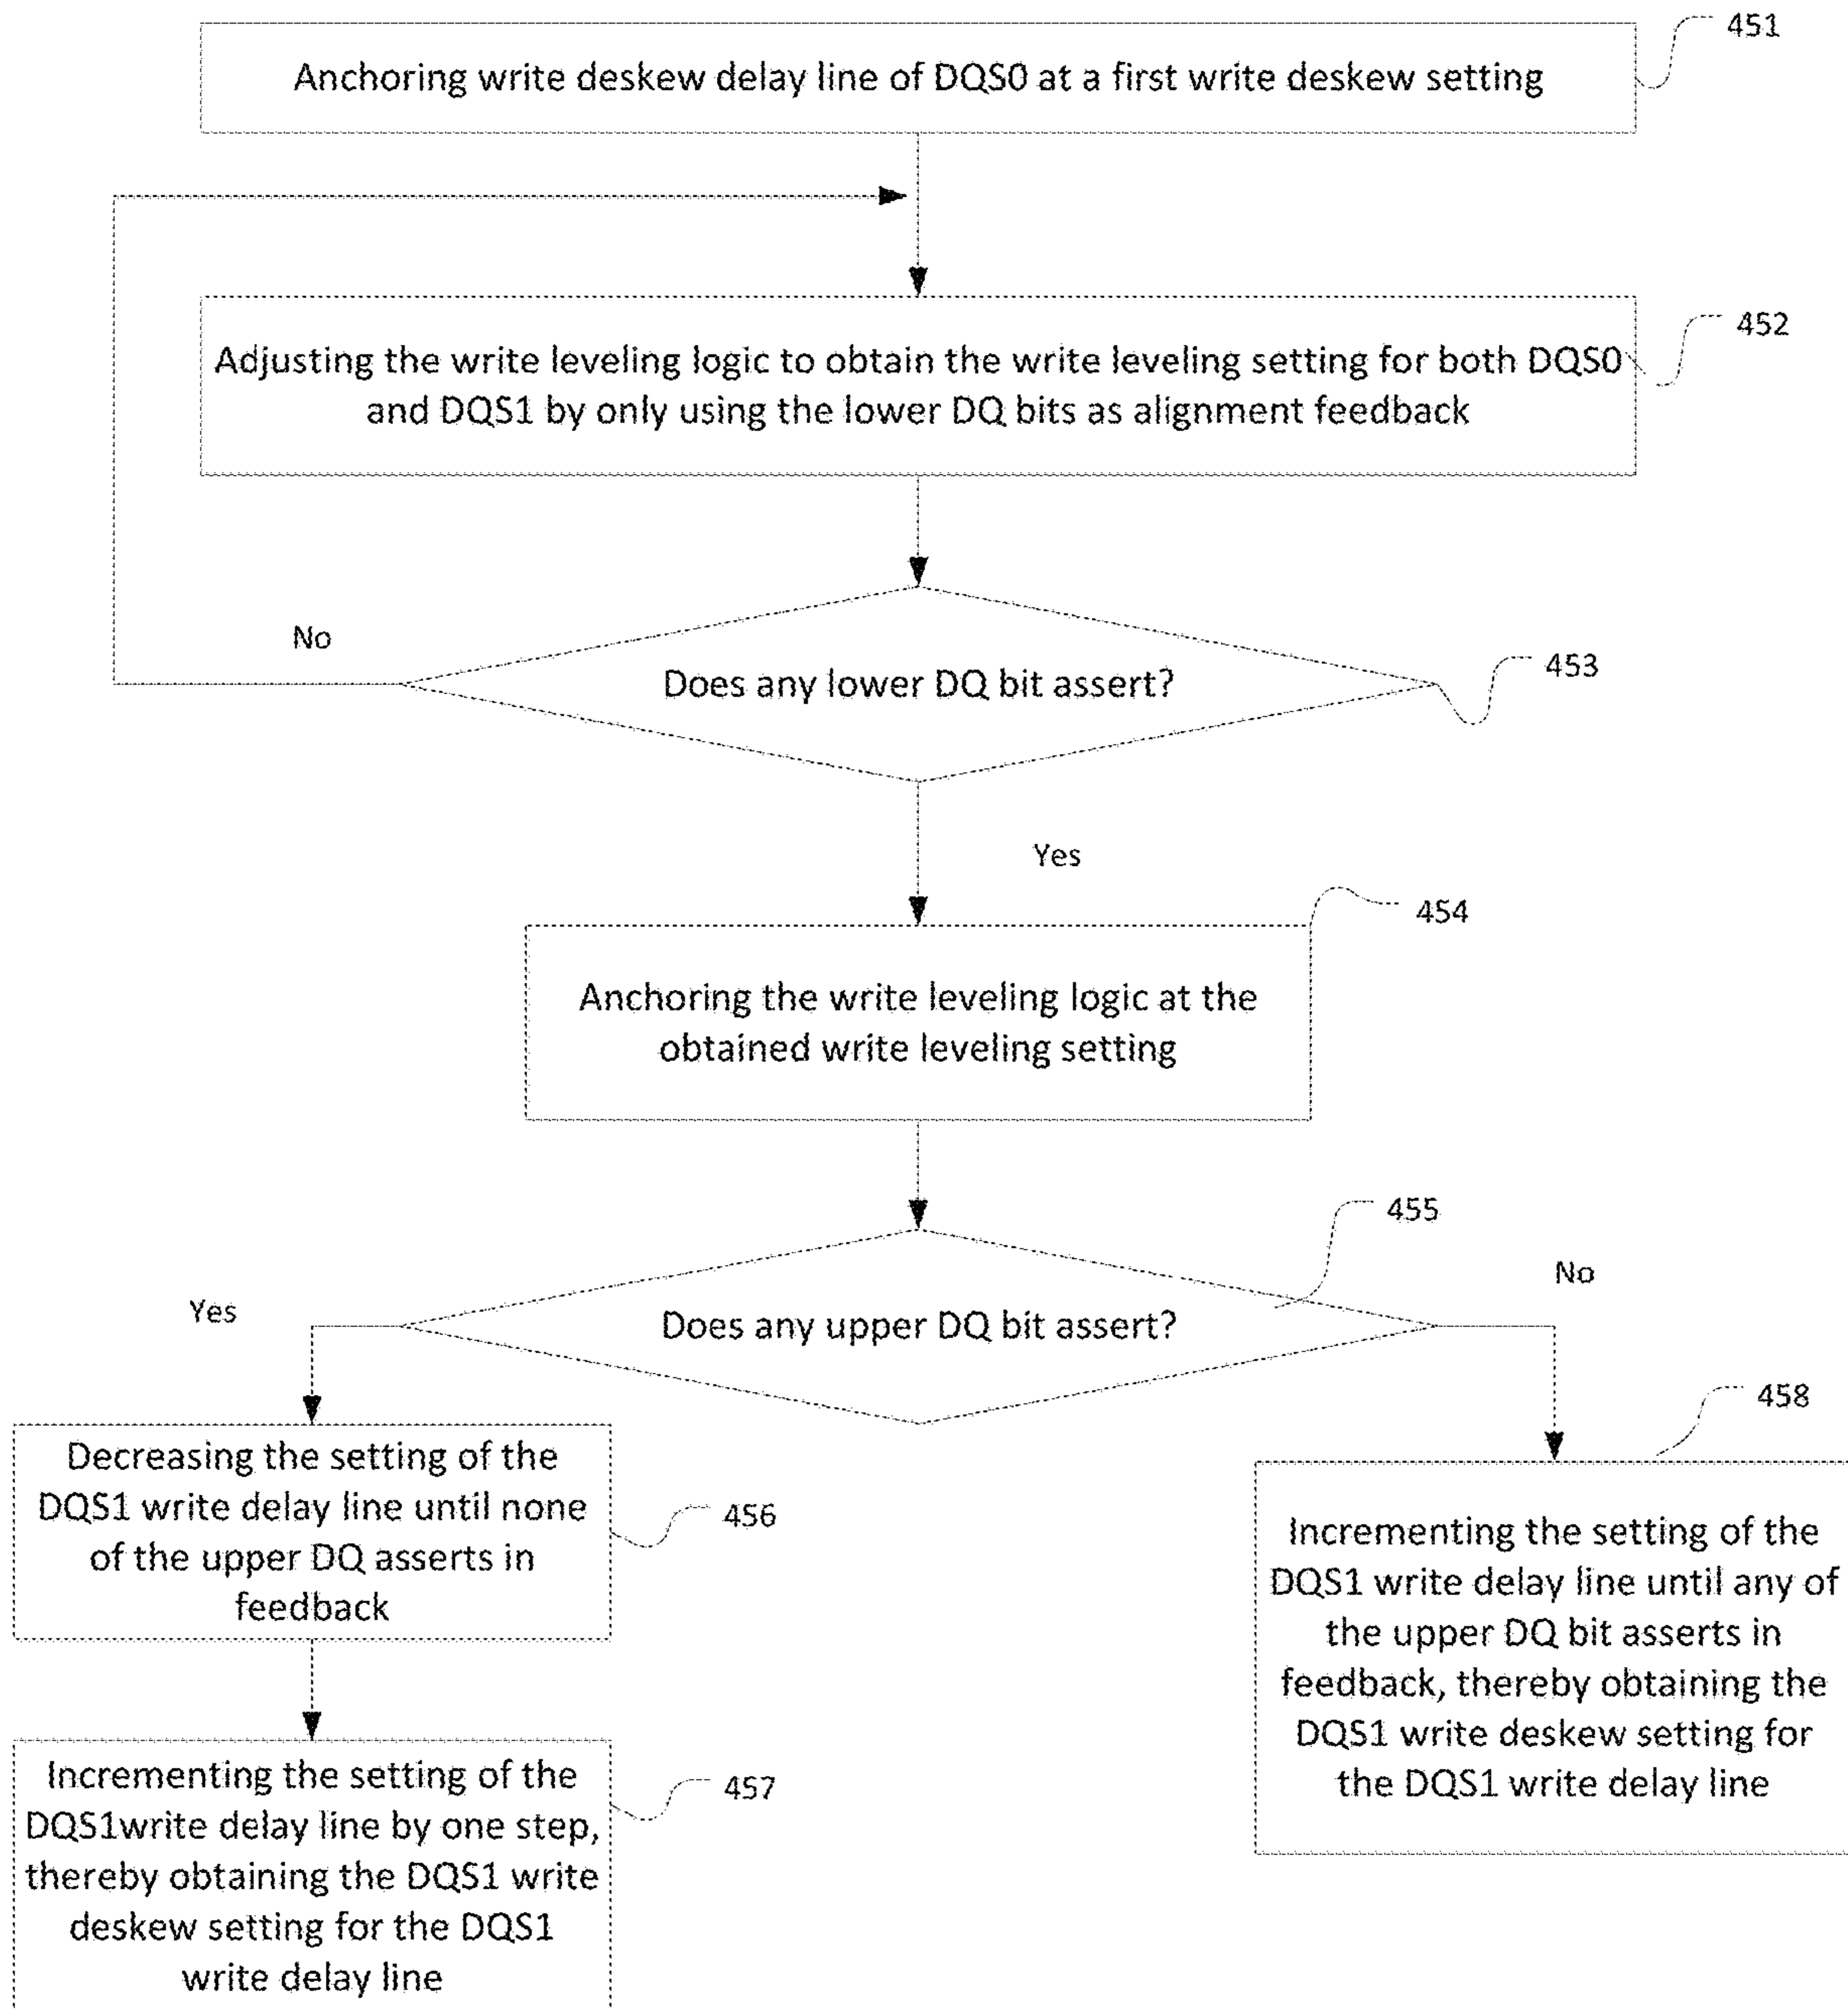 451
Anchoring write deskew delay line of DQS0 at a first write deskew setting
452
Adjusting the write leveling logic to obtain the write leveling setting for both DQS0
and DQS1 by only using the lower DQ bits as alignment feedback
No
453
Does any lower DQ bit assert?
Yes
454
Anchoring the write leveling logic at the
obtained write leveling setting
455
No
Yes
Does any upper DQ bit assert?
458
Decreasing the setting of the
DQS1 write delay line until none
of the upper DQ asserts in
feedback
456
Incrementing the setting of the
DQS1 write delay line until any of
the upper DQ bit asserts in
feedback, thereby obtaining the
DQS1 write deskew setting for
the DQS1 write delay line
Incrementing the setting of the
DQS1write delay line by one step,
thereby obtaining the DQS1 write
deskew setting for the DQS1
write delay line
457